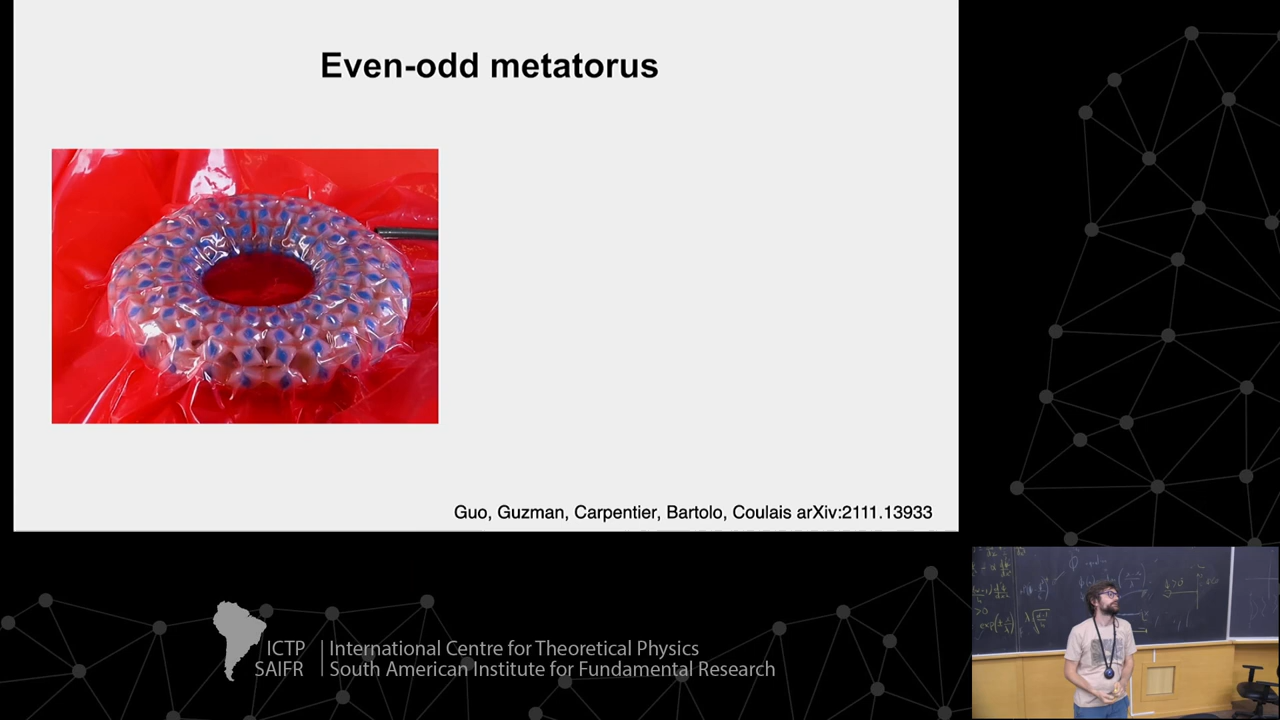 Even-odd metatorus
Guo, Guzman, Carpentier, Bartolo, Coulais arXiv:2111.13933
ICTP
SAIFR
International Centre for Theoretical Physics
South American Institute for Fundamental Research